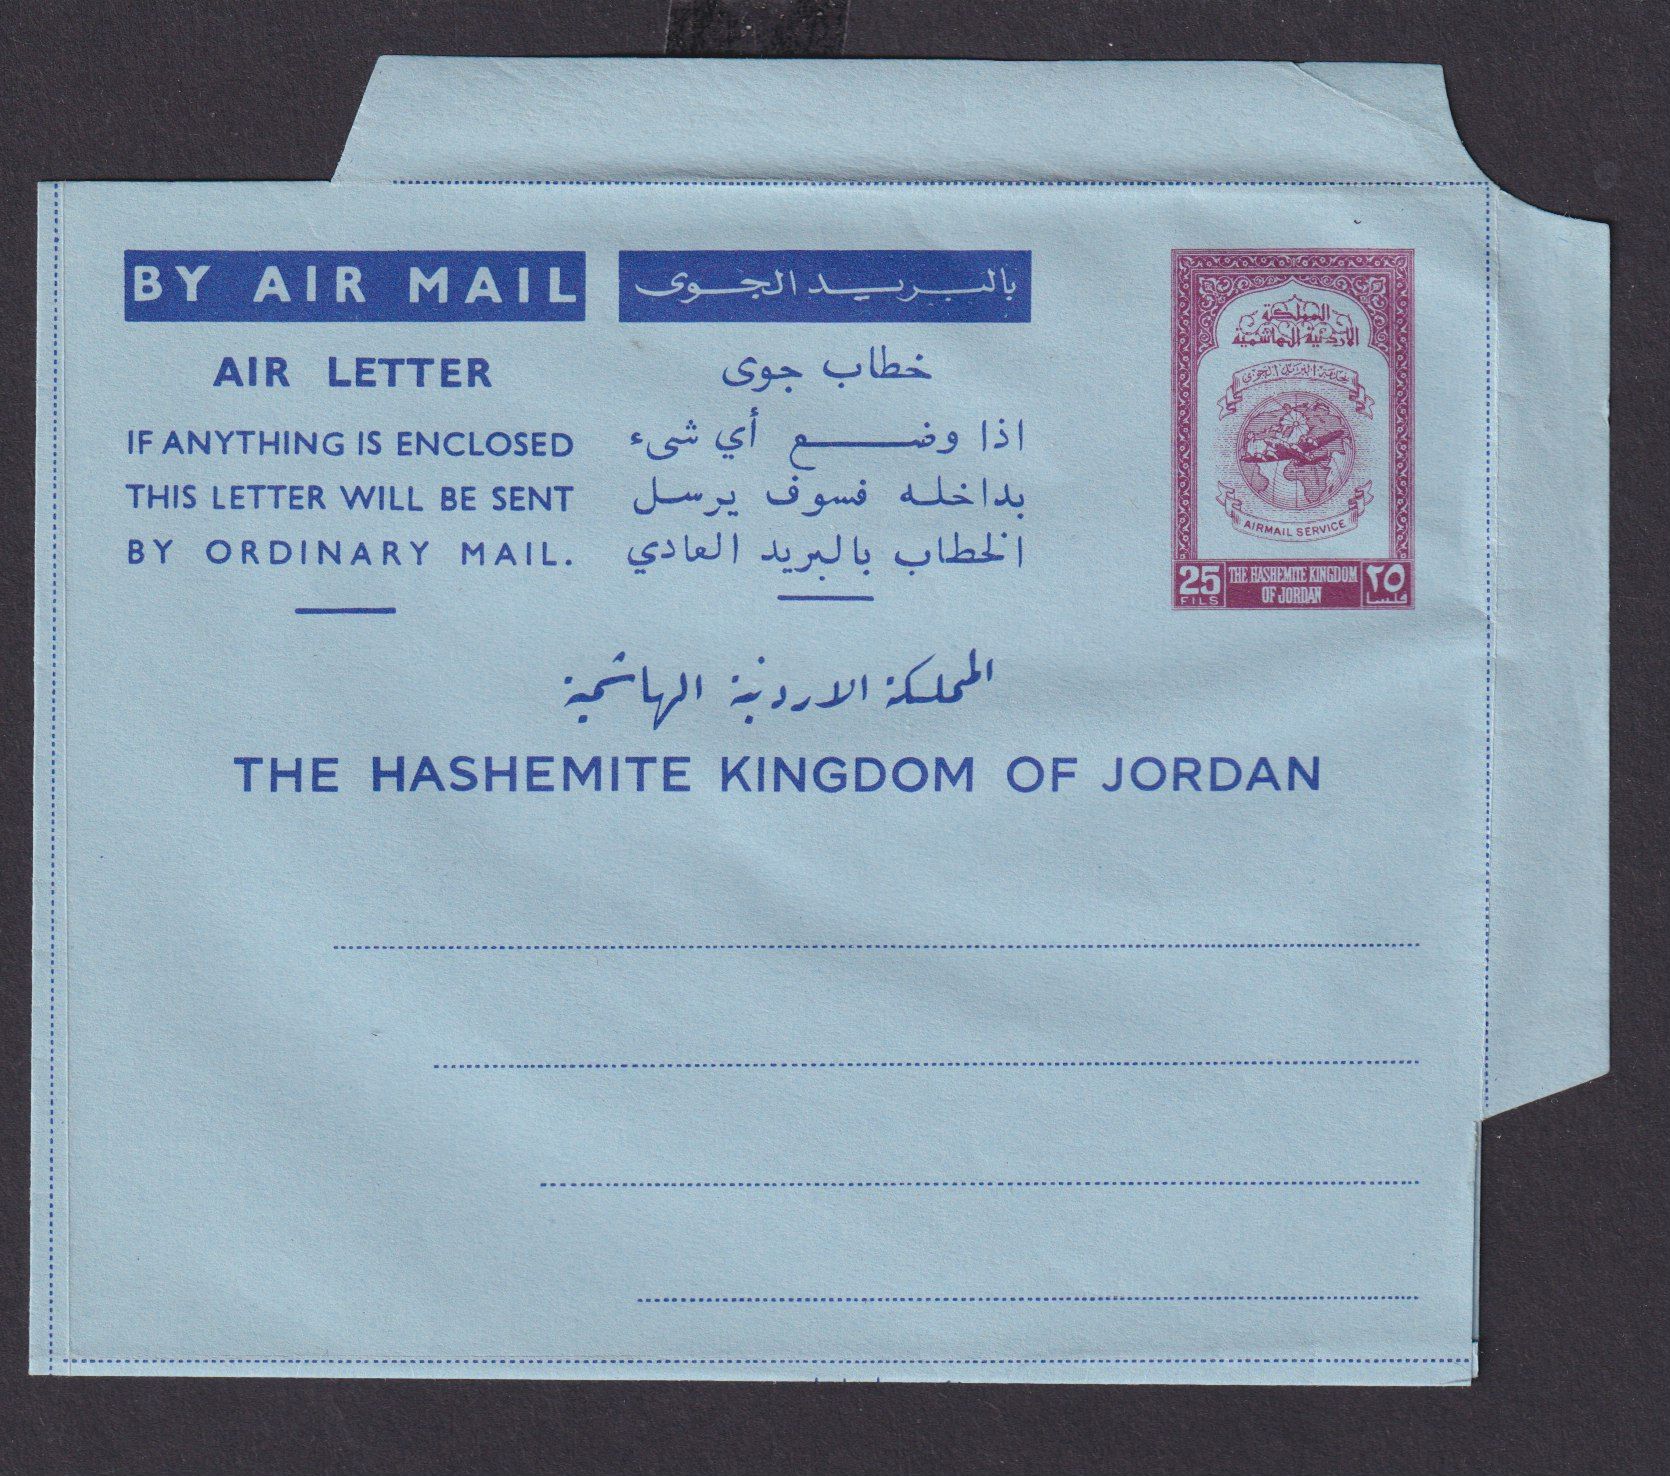 BY AIR MAIL
بالبريد الجوى
AIR LETTER
خطاب جوى
IF ANYTHING IS ENCLOSED
THIS LETTER WILL BE SENT
BY ORDINARY MAIL.
اذا وضع أي شىء
بداخله فسوف يرسل
الخطاب بالبريد العادي
المملكة
الاردنية الهاشمية
AIRMAIL SERVICE
25
FILS
THE HASHEMITE KINGDOM
OF JORDAN
٢٥
فلسا
المملكة الاردنية الهاشمية
THE HASHEMITE KINGDOM OF JORDAN